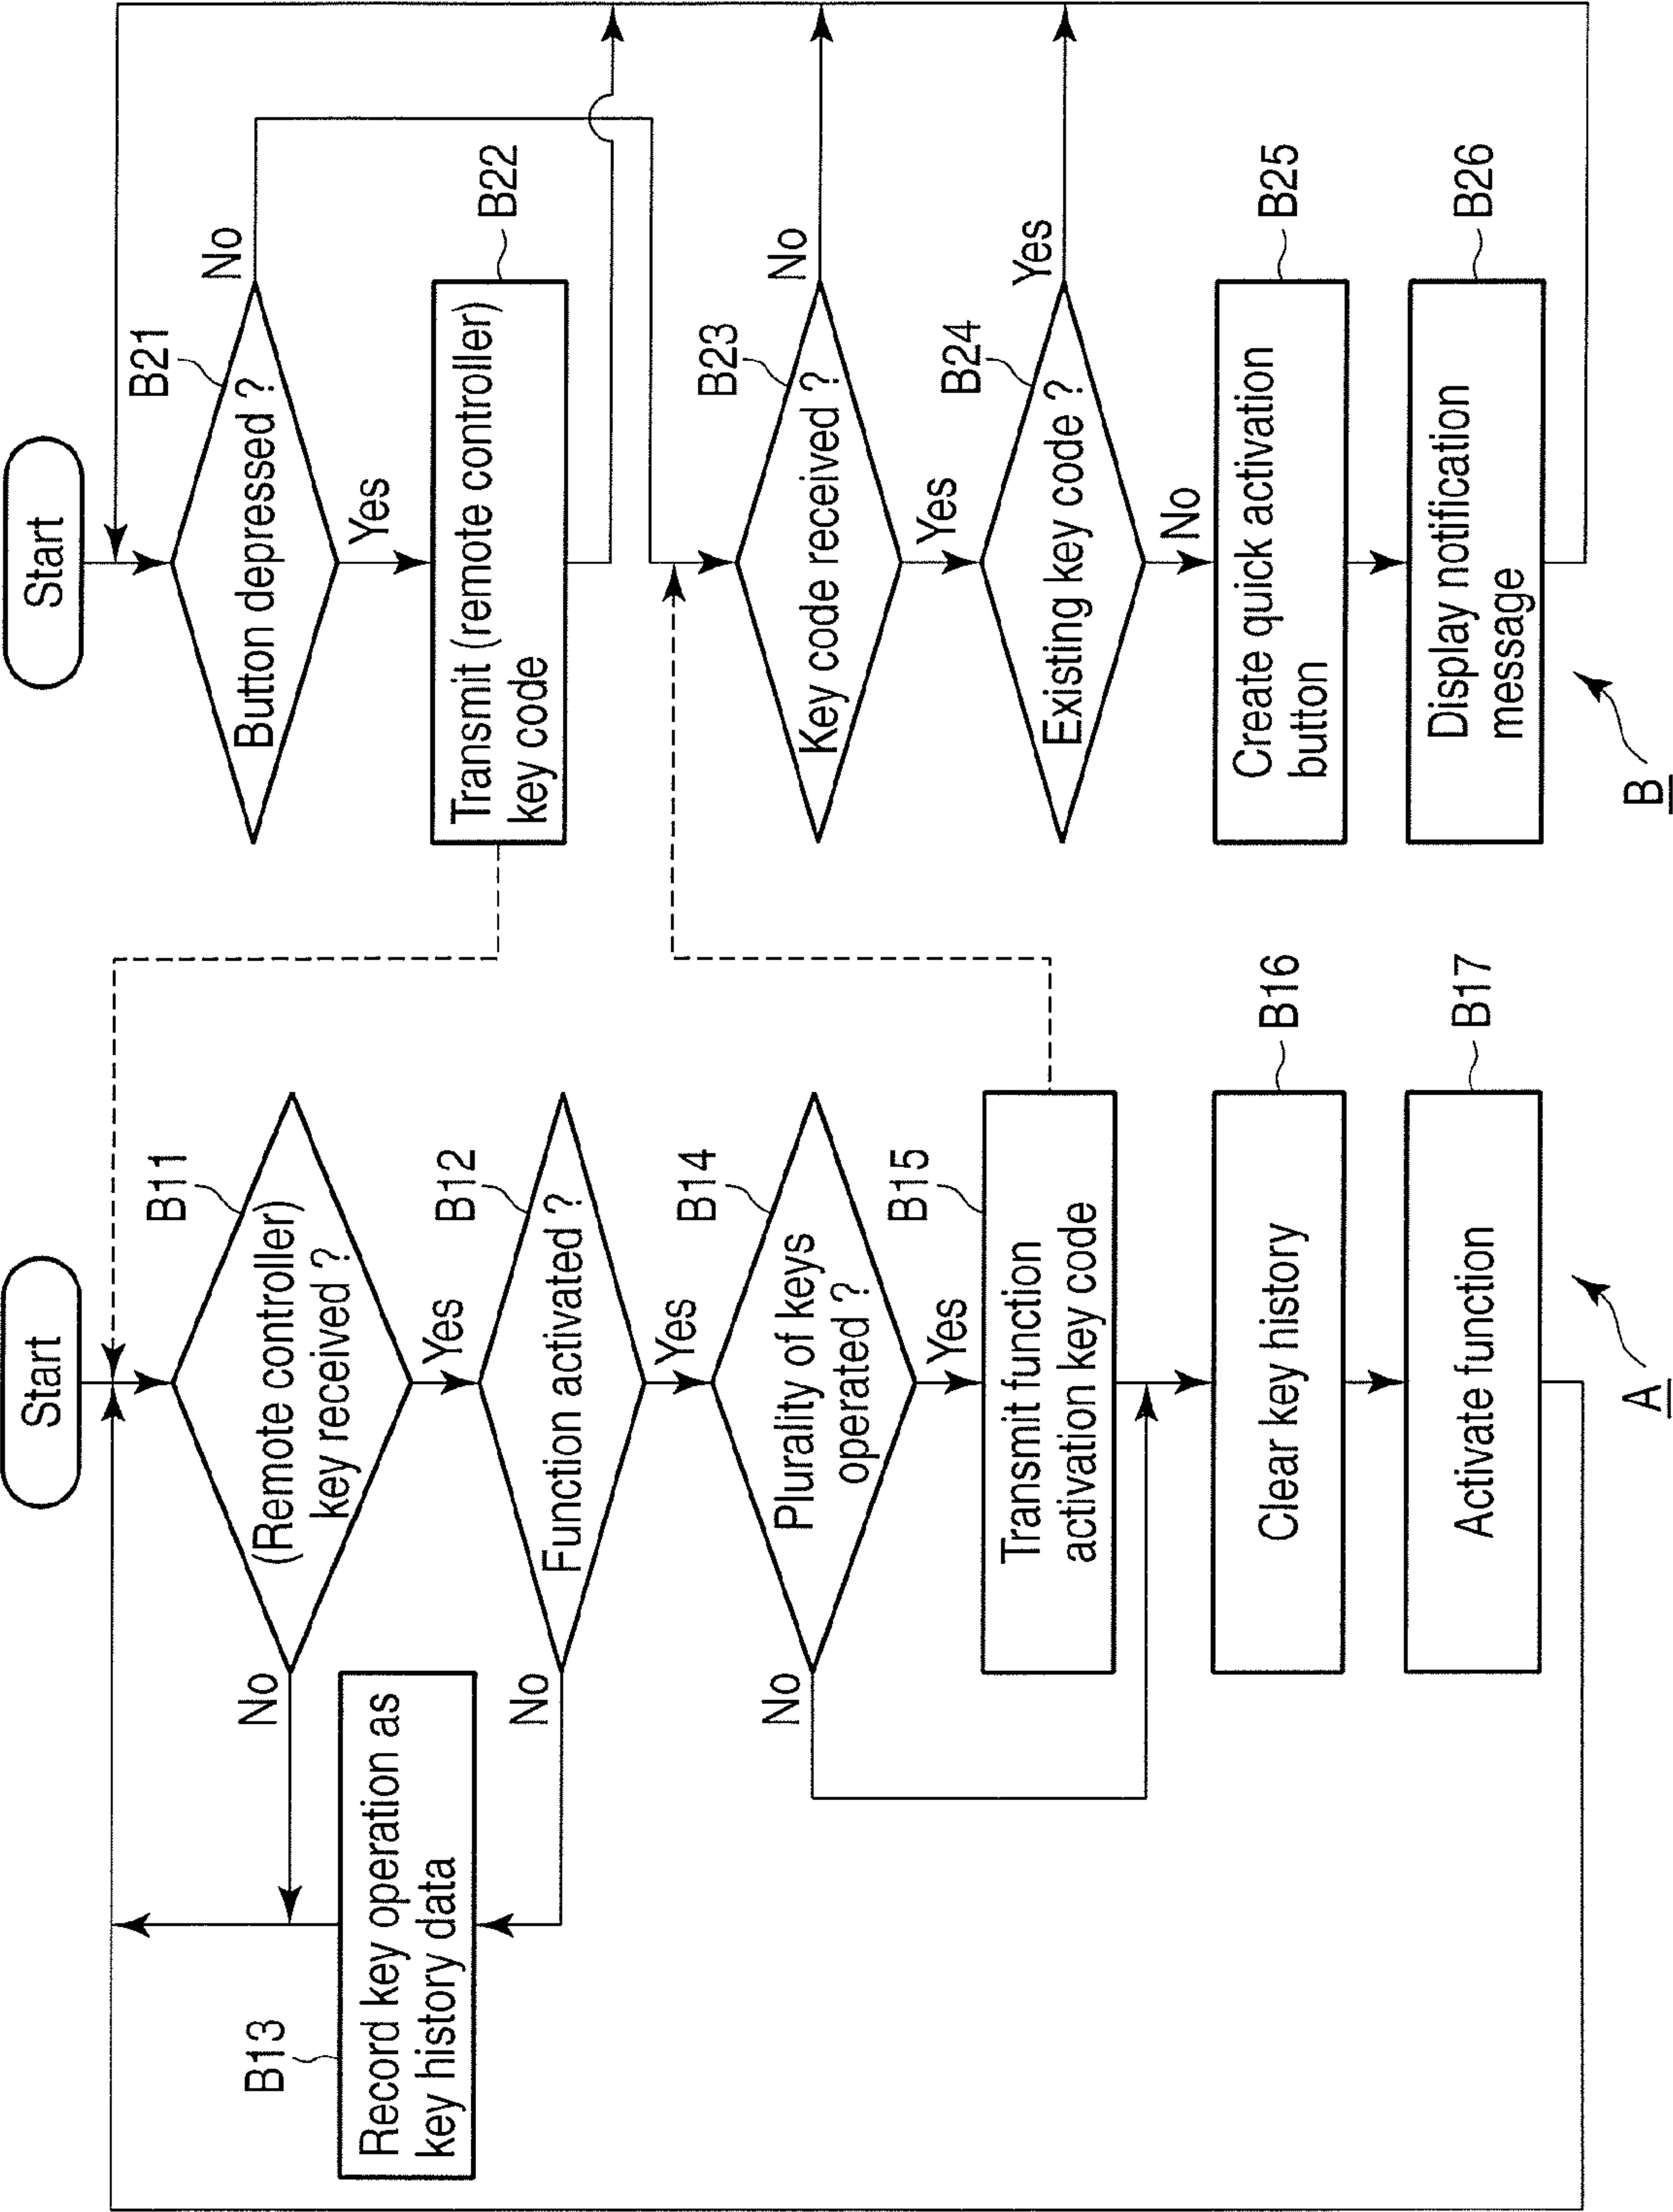 Start
B11
(Remote controller)
key received ?
No
Yes
B12
Function activated ?
No
Yes
B13
Record key operation as
key history data
B14
Plurality of keys
operated ?
No
Yes
B15
Transmit function
activation key code
B16
Clear key history
B17
Activate function
A
Start
B21
Button depressed ?
No
Yes
B22
Transmit (remote controller)
key code
B23
Key code received ?
No
Yes
B24
Existing key code ?
Yes
No
B25
Create quick activation
button
B26
Display notification
message
B